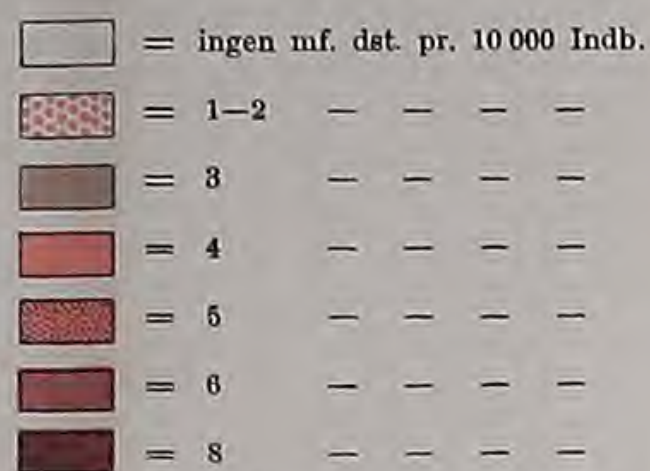 = ingen mf. dst. pr. 10 000 Indb.
= 1—2 — — — —
= 3 — — — —
= 4 — — — —
= 5 — — — —
= 6 — — — —
= 8 — — — —